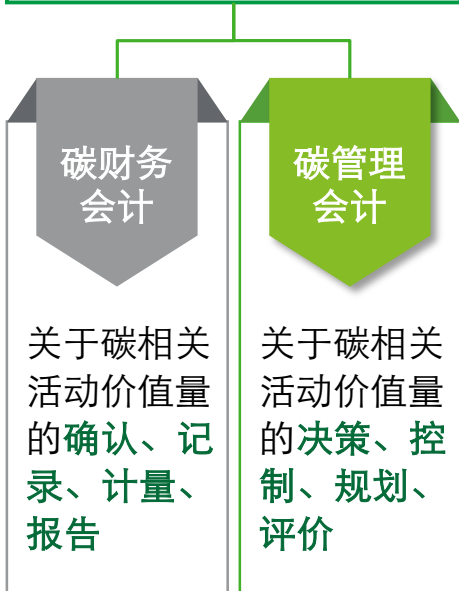 碳财务
会计
关于碳相关
活动价值量
的确认、记
录、计量、
报告
碳管理
会计
关于碳相关
活动价值量
的决策、控
制、规划、
评价